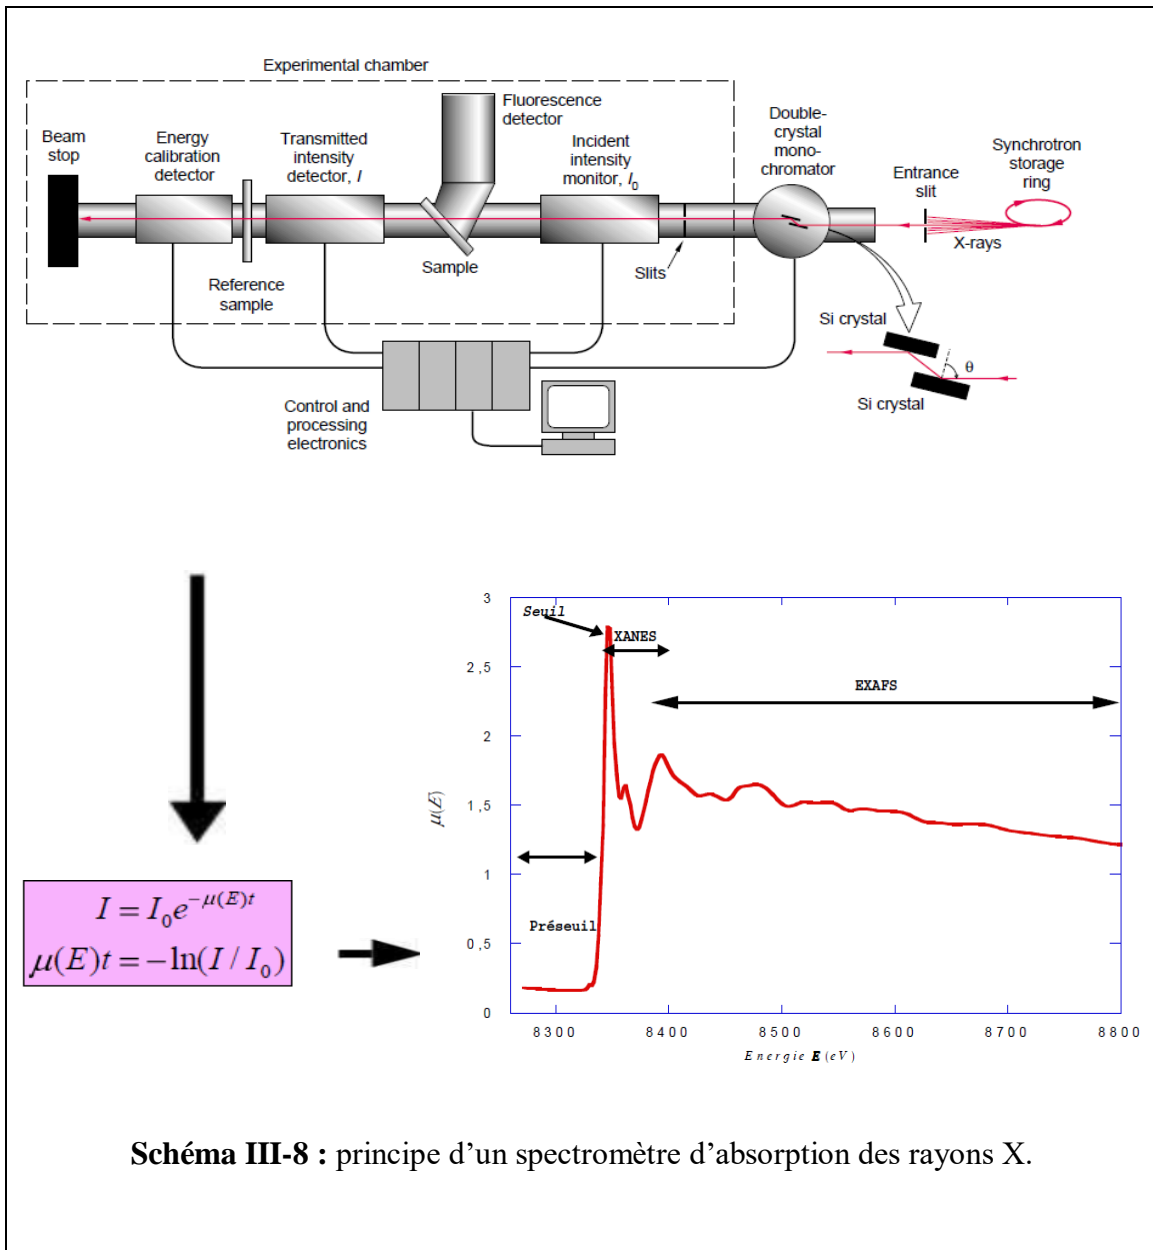 Experimental chamber
Beam
stop
Energy
calibration
detector
Transmitted
intensity
detector, I
Fluorescence
detector
Incident
intensity
monitor, I0
Double-
crystal
mono-
chromator
Entrance
slit
Synchrotron
storage
ring
X-rays
Sample
Slits
Reference
sample
Si crystal
θ
Si crystal
Control and
processing
electronics
I = I0 e^{-μ(E)t}
μ(E)t = -ln(I / I0)
3
2,5
2
1,5
1
0,5
0
μ(E)
Seuil
XANES
EXAFS
Préseuil
8300 8400 8500 8600 8700 8800
Energie E (eV)
Schéma III-8 : principe d’un spectromètre d’absorption des rayons X.